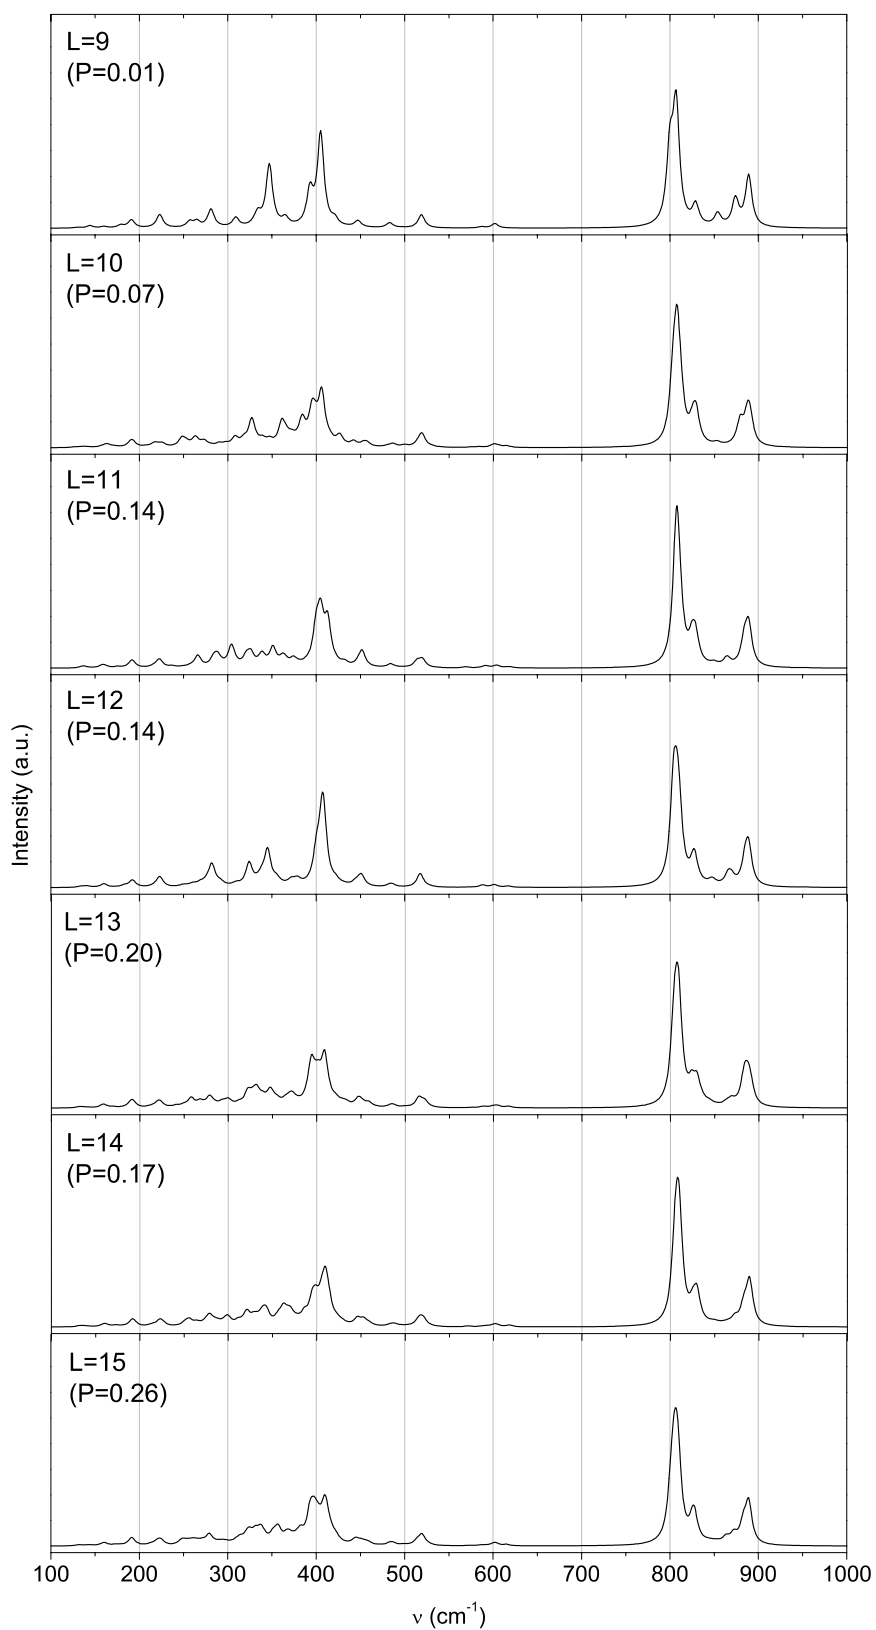 L=9
(P=0.01)
L=10
(P=0.07)
L=11
(P=0.14)
L=12
(P=0.14)
L=13
(P=0.20)
L=14
(P=0.17)
L=15
(P=0.26)
Intensity (a.u.)
100 200 300 400 500 600 700 800 900 1000
ν (cm⁻¹)